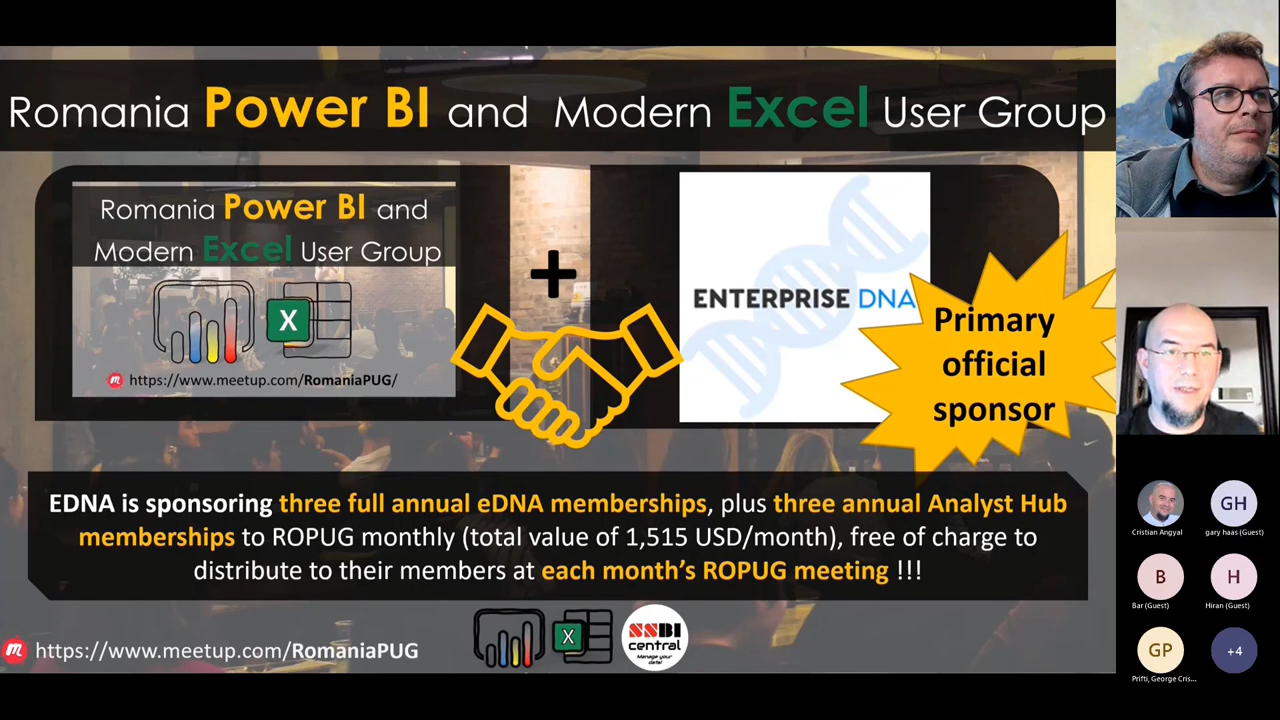 Romania Power BI and Modern Excel User Group
Romania Power BI and
Modern Excel User Group
X
https://www.meetup.com/RomaniaPUG/
+
ENTERPRISE DNA
Primary
official
sponsor
EDNA is sponsoring three full annual eDNA memberships, plus three annual Analyst Hub
memberships to ROPUG monthly (total value of 1,515 USD/month), free of charge to
distribute to their members at each month's ROPUG meeting !!!
m https://www.meetup.com/RomaniaPUG
X
SSBI
central
Manage your
data!
Cristian Angyal
GH
gary haas (Guest)
B
Bar (Guest)
H
Hiran (Guest)
GP
Prifti, George Cris...
+4